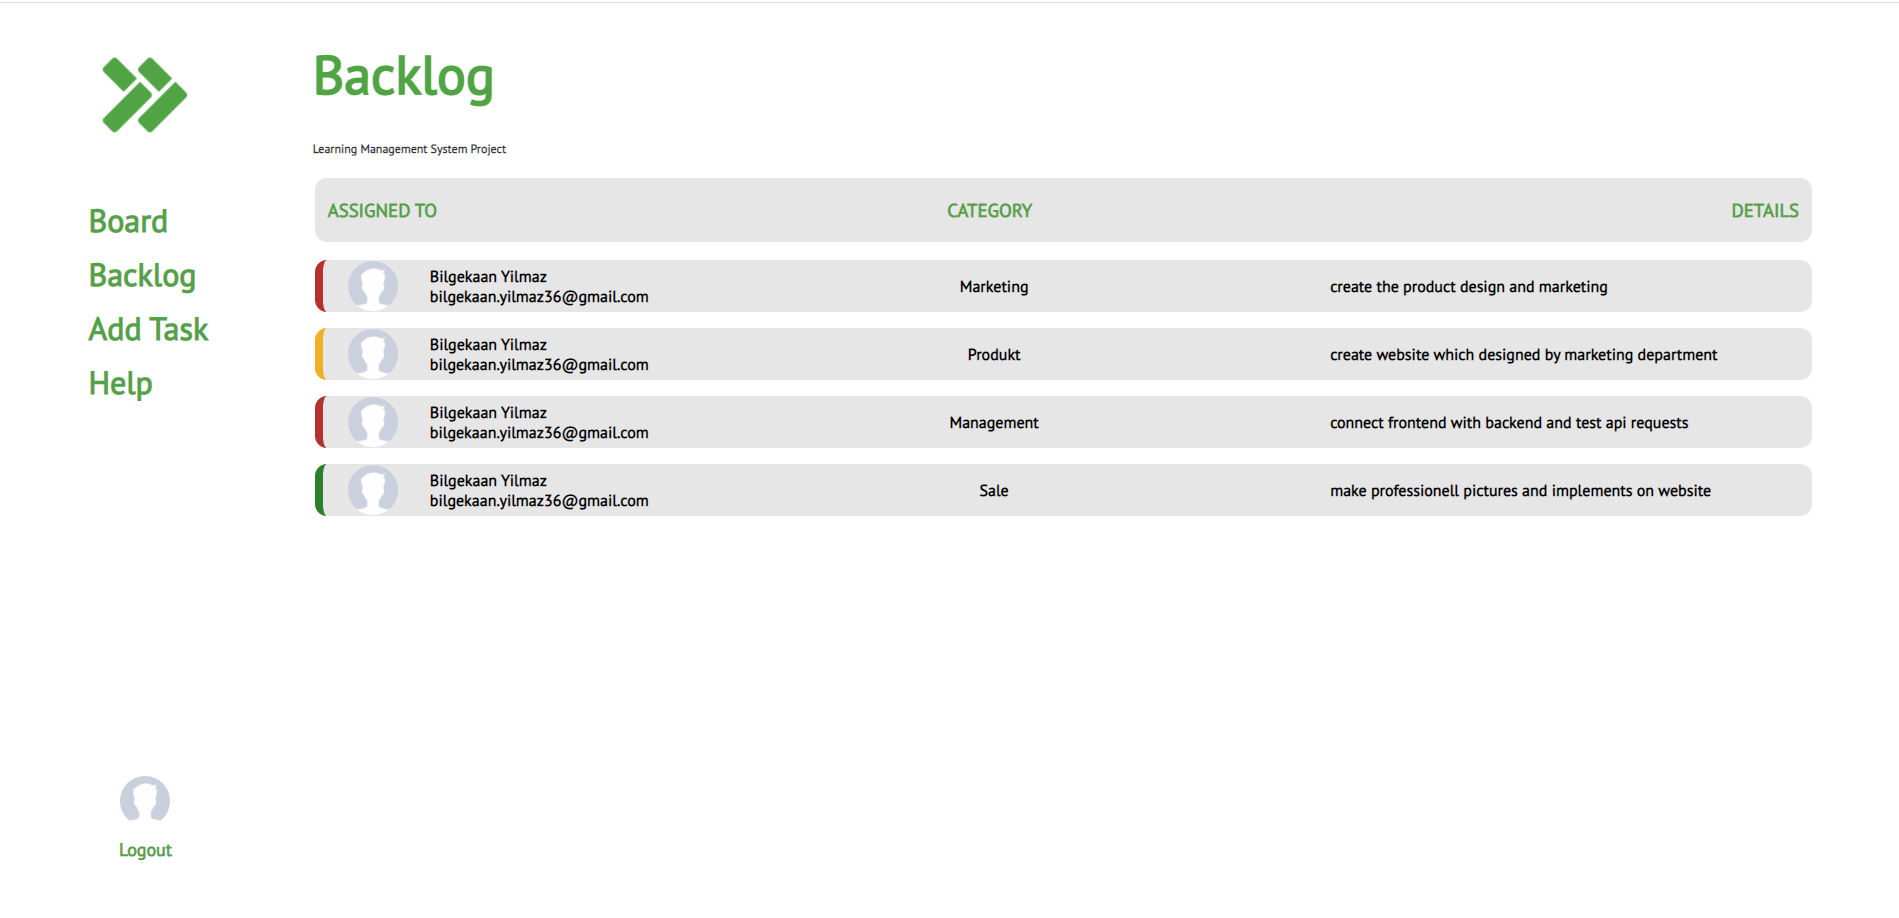 Backlog
Learning Management System Project
Board
Backlog
Add Task
Help
Logout
ASSIGNED TO CATEGORY DETAILS
Bilgekaan Yilmaz
bilgekaan.yilmaz36@gmail.com
Marketing
create the product design and marketing
Bilgekaan Yilmaz
bilgekaan.yilmaz36@gmail.com
Produkt
create website which designed by marketing department
Bilgekaan Yilmaz
bilgekaan.yilmaz36@gmail.com
Management
connect frontend with backend and test api requests
Bilgekaan Yilmaz
bilgekaan.yilmaz36@gmail.com
Sale
make professionell pictures and implements on website